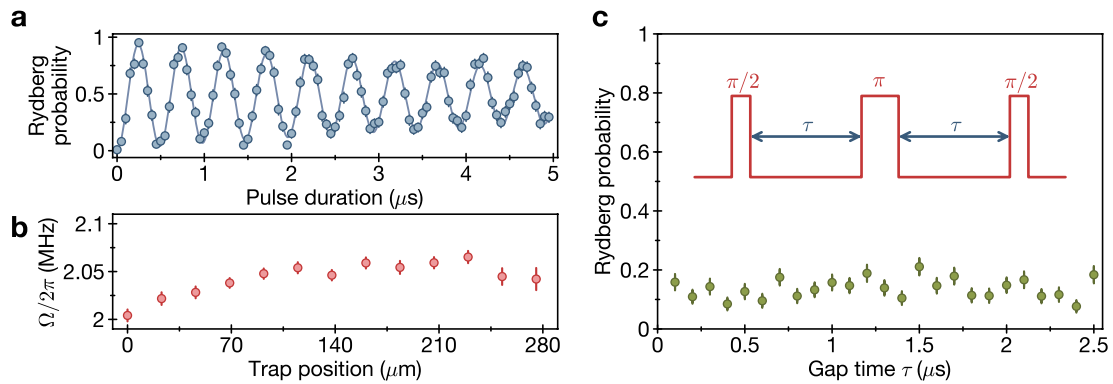 a
Rydberg
probability
1
0.5
0
0 1 2 3 4 5
Pulse duration (μs)
b
Ω/2π (MHz)
2.1
2.05
2
0 70 140 210 280
Trap position (μm)
c
Rydberg probability
1
0.8
0.6
0.4
0.2
0
π/2 π π/2
τ τ
0 0.5 1 1.5 2 2.5
Gap time τ (μs)